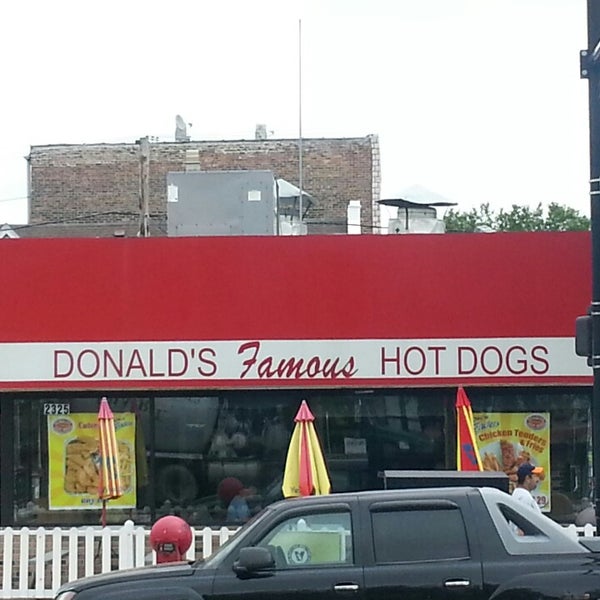 DONALD'S Famous HOT DOGS
2325
Chicken Tenders
& Fries